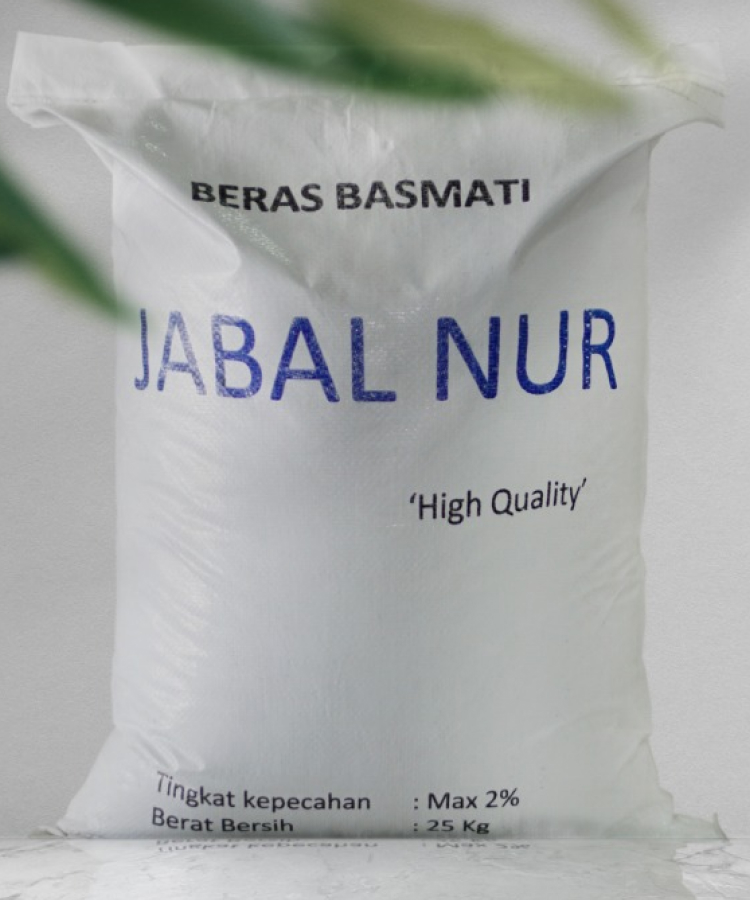 BERAS BASMATI
JABAL NUR
‘High Quality’
Tingkat kepecahan : Max 2%
Berat Bersih : 25 Kg